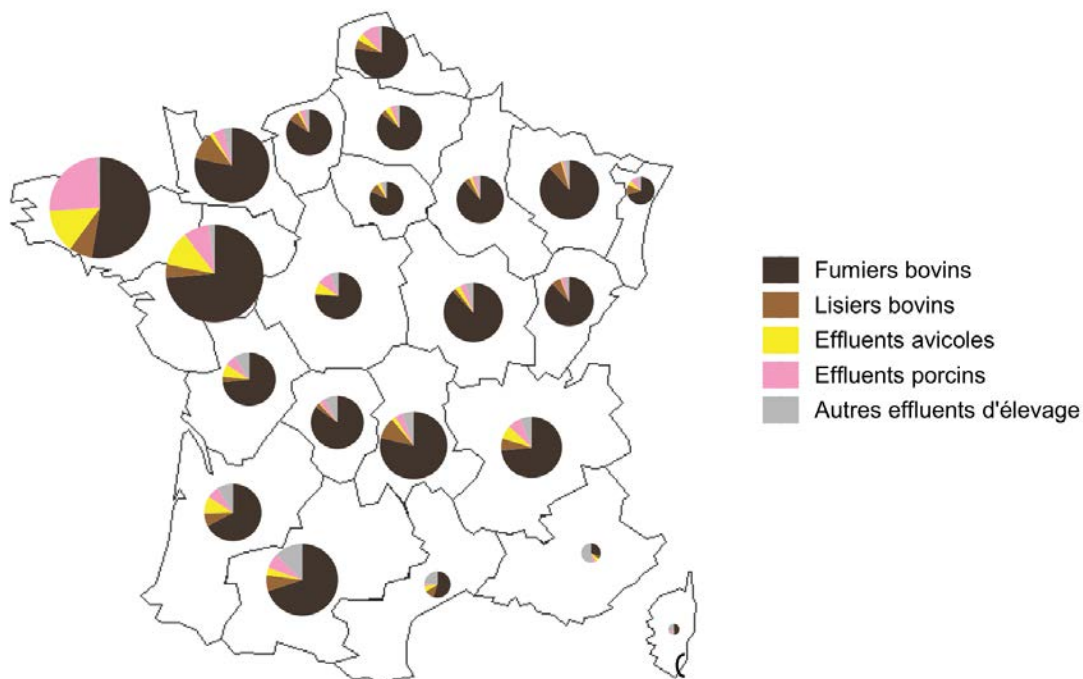 Fumiers bovins
Lisiers bovins
Effluents avicoles
Effluents porcins
Autres effluents d'élevage